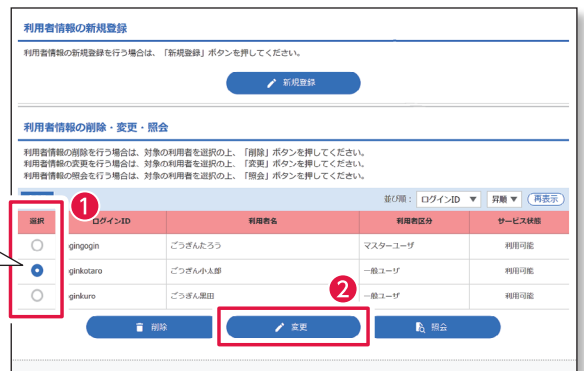 利用者情報の新規登録
利用者情報の新規登録を行う場合は、「新規登録」ボタンを押してください。
新規登録
利用者情報の削除・変更・照会
利用者情報の削除を行う場合は、対象の利用者を選択の上、「削除」ボタンを押してください。
利用者情報の変更を行う場合は、対象の利用者を選択の上、「変更」ボタンを押してください。
利用者情報の照会を行う場合は、対象の利用者を選択の上、「照会」ボタンを押してください。
並び順： ログインID ▼ 昇順 ▼ 再表示
1
選択 ログインID 利用者名 利用者区分 サービス状態
gingogin ごうぎんたろう マスターユーザ 利用可能
ginkotaro ごうぎん小太郎 一般ユーザ 利用可能
ginkuro ごうぎん黒田 一般ユーザ 利用可能
2
削除 変更 照会